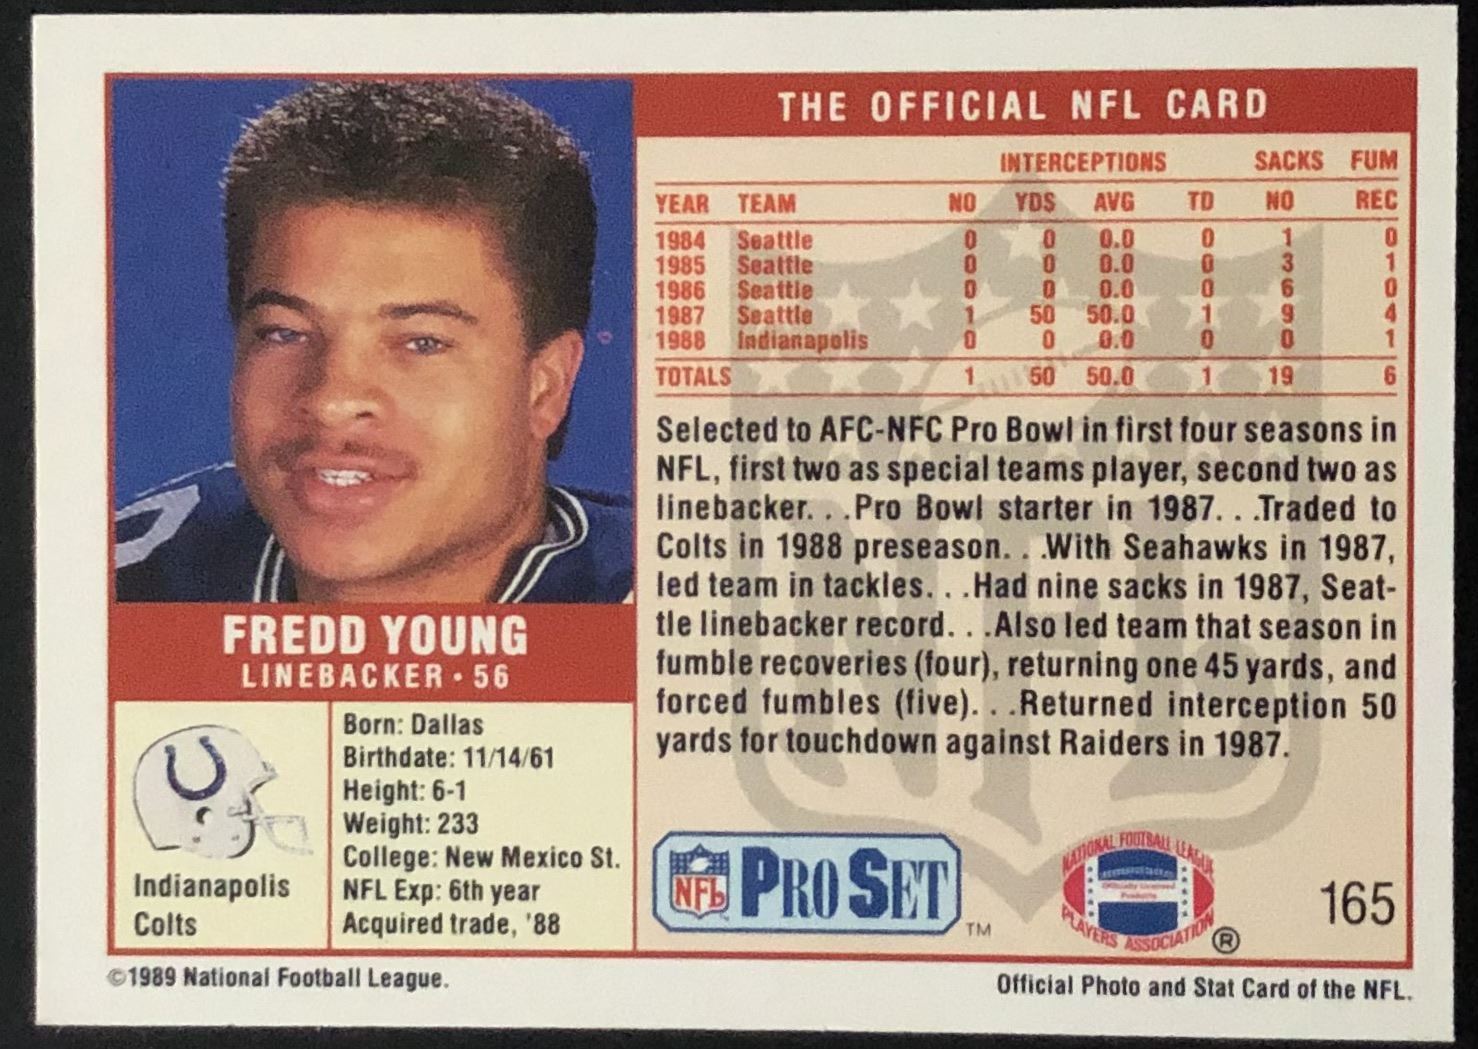 THE OFFICIAL NFL CARD
INTERCEPTIONS SACKS FUM
YEAR TEAM NO YDS AVG TD NO REC
1984 Seattle 0 0 0.0 0 1 0
1985 Seattle 0 0 0.0 0 3 1
1986 Seattle 0 0 0.0 0 6 0
1987 Seattle 1 50 50.0 1 9 4
1988 Indianapolis 0 0 0.0 0 0 1
TOTALS 1 50 50.0 1 19 6
Selected to AFC-NFC Pro Bowl in first four seasons in
NFL, first two as special teams player, second two as
linebacker. . .Pro Bowl starter in 1987. . .Traded to
Colts in 1988 preseason. . .With Seahawks in 1987,
led team in tackles. . .Had nine sacks in 1987, Seat-
tle linebacker record. . .Also led team that season in
fumble recoveries (four), returning one 45 yards, and
forced fumbles (five). . .Returned interception 50
yards for touchdown against Raiders in 1987.
FREDD YOUNG
LINEBACKER • 56
Indianapolis
Colts
Born: Dallas
Birthdate: 11/14/61
Height: 6-1
Weight: 233
College: New Mexico St.
NFL Exp: 6th year
Acquired trade, '88
NFL
PRO SET
TM
NATIONAL FOOTBALL LEAGUE
Officially Licensed
Products
PLAYERS ASSOCIATION
®
165
NFL
©1989 National Football League.
Official Photo and Stat Card of the NFL.